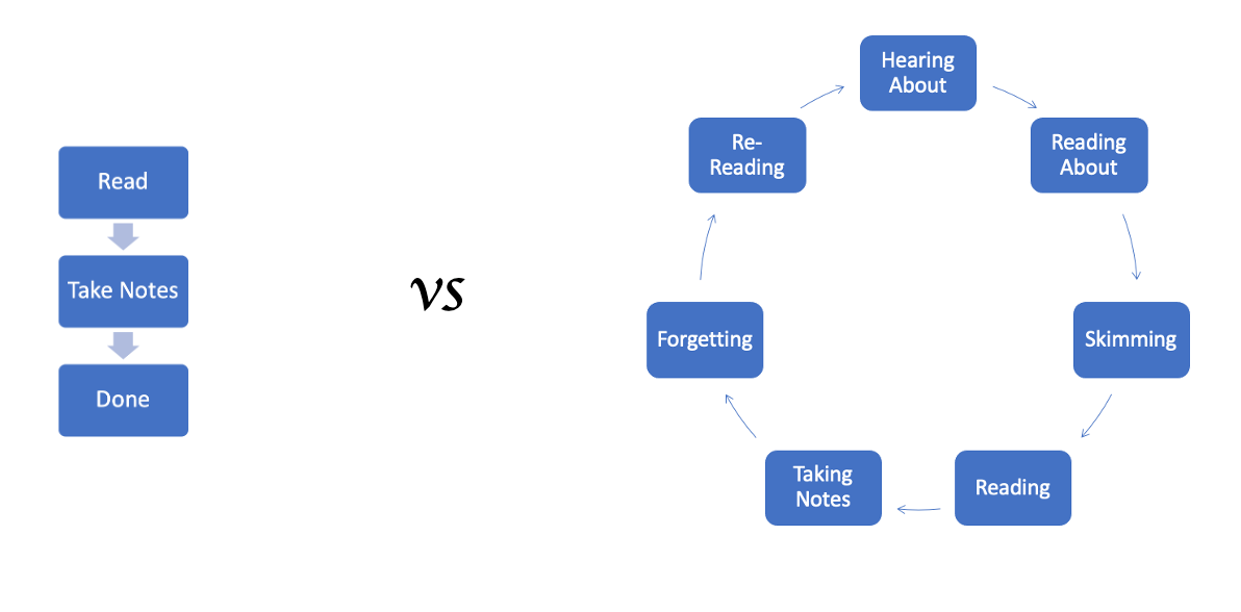 Read
Take Notes
Done
vs
Hearing
About
Reading
About
Skimming
Reading
Taking
Notes
Forgetting
Re-
Reading